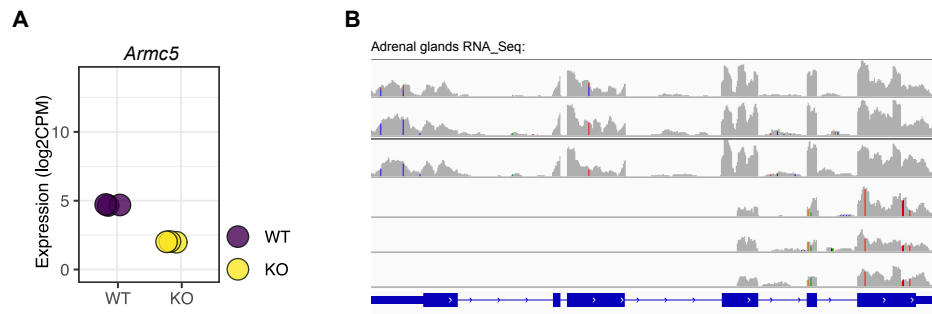 A
Armc5
Expression (log2CPM)
10
5
0
WT
KO
WT
KO
B
Adrenal glands RNA_Seq: